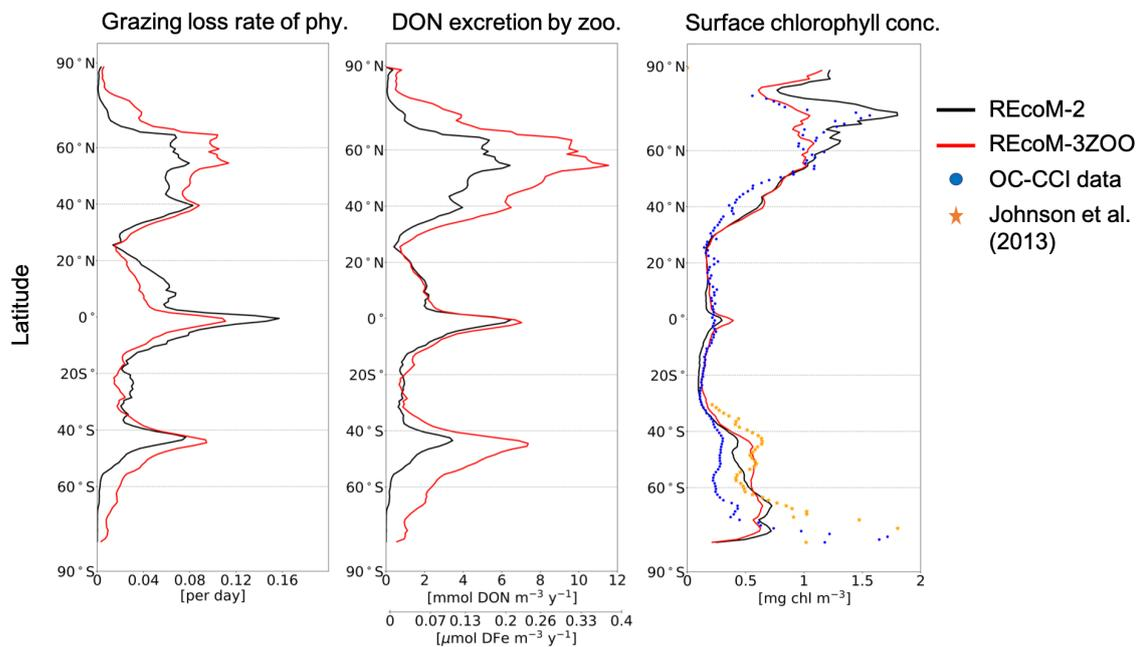 Grazing loss rate of phy.
DON excretion by zoo.
Surface chlorophyll conc.
Latitude
90°N
60°N
40°N
20°N
0°
20S°
40°S
60°S
90°S
0 0.04 0.08 0.12 0.16
[per day]
90°N
60°N
40°N
20°N
0°
20S°
40°S
60°S
90°S
0 2 4 6 8 10 12
[mmol DON m⁻³ y⁻¹]
0 0.07 0.13 0.2 0.26 0.33 0.4
[μmol DFe m⁻³ y⁻¹]
90°N
60°N
40°N
20°N
0°
20S°
40°S
60°S
90°S
0 0.5 1 1.5 2
[mg chl m⁻³]
REcoM-2
REcoM-3ZOO
OC-CCI data
Johnson et al.
(2013)